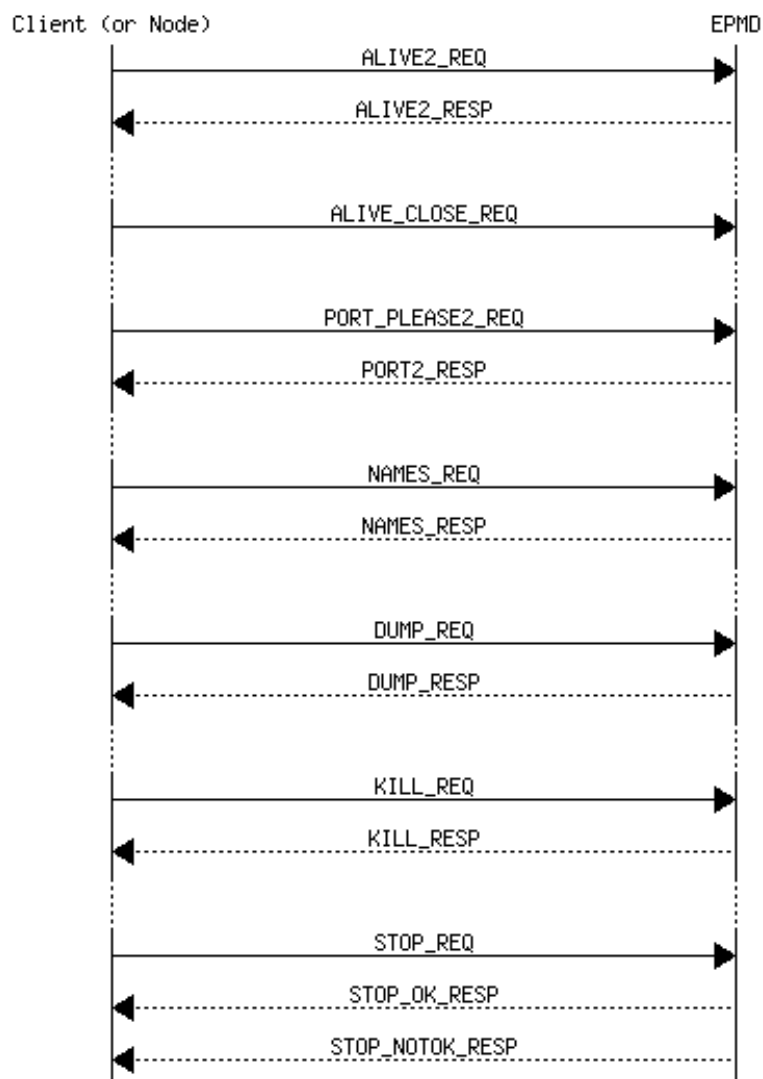 Client (or Node) EPMD
ALIVE2_REQ
ALIVE2_RESP
ALIVE_CLOSE_REQ
PORT_PLEASE2_REQ
PORT2_RESP
NAMES_REQ
NAMES_RESP
DUMP_REQ
DUMP_RESP
KILL_REQ
KILL_RESP
STOP_REQ
STOP_OK_RESP
STOP_NOTOK_RESP